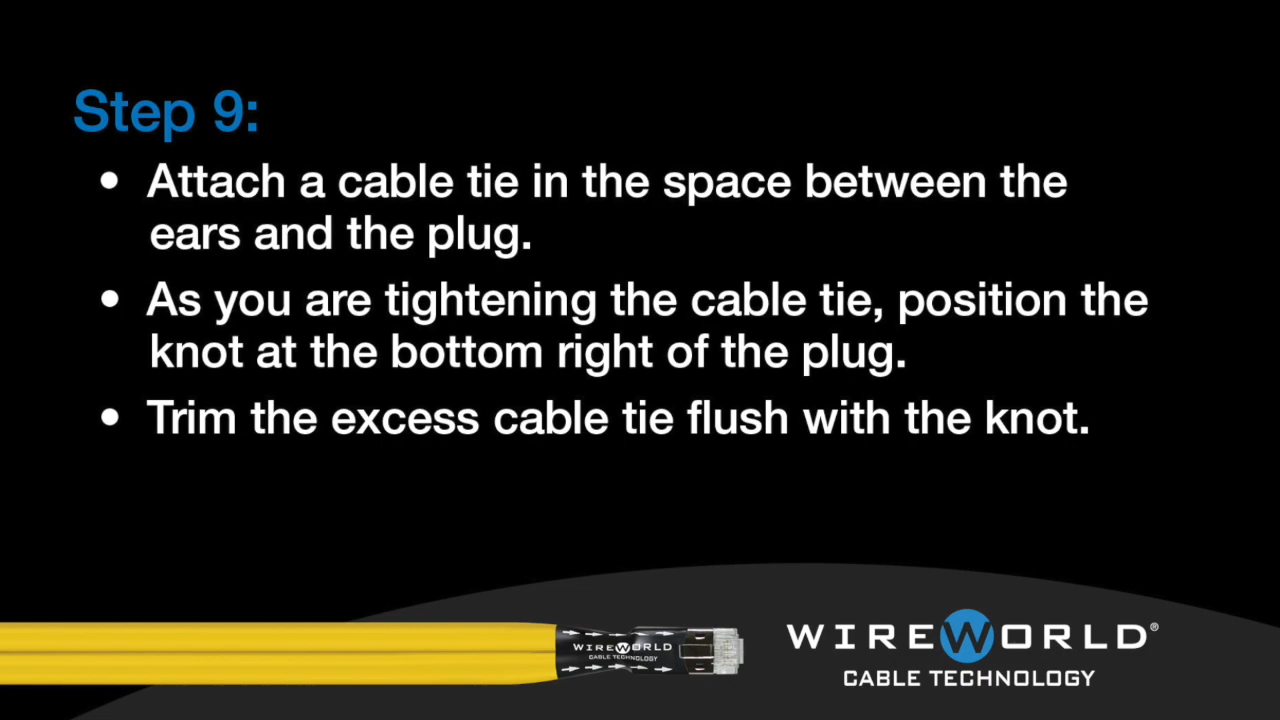 Step 9:
• Attach a cable tie in the space between the
ears and the plug.
• As you are tightening the cable tie, position the
knot at the bottom right of the plug.
• Trim the excess cable tie flush with the knot.
WIREWORLD
CABLE TECHNOLOGY
WIREWORLD®
CABLE TECHNOLOGY